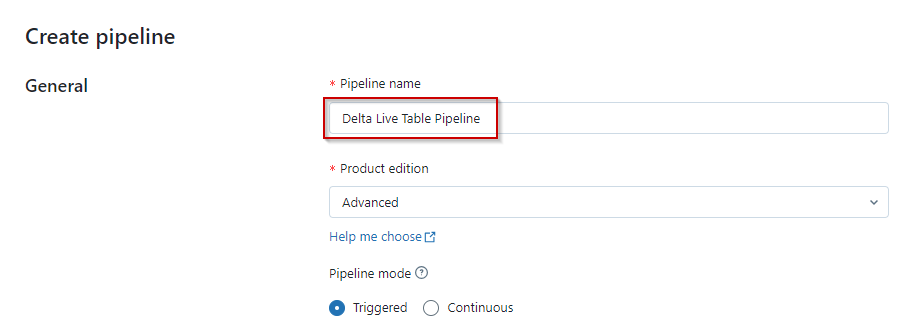 Create pipeline
General
* Pipeline name
Delta Live Table Pipeline
* Product edition
Advanced
Help me choose
Pipeline mode ?
Triggered Continuous